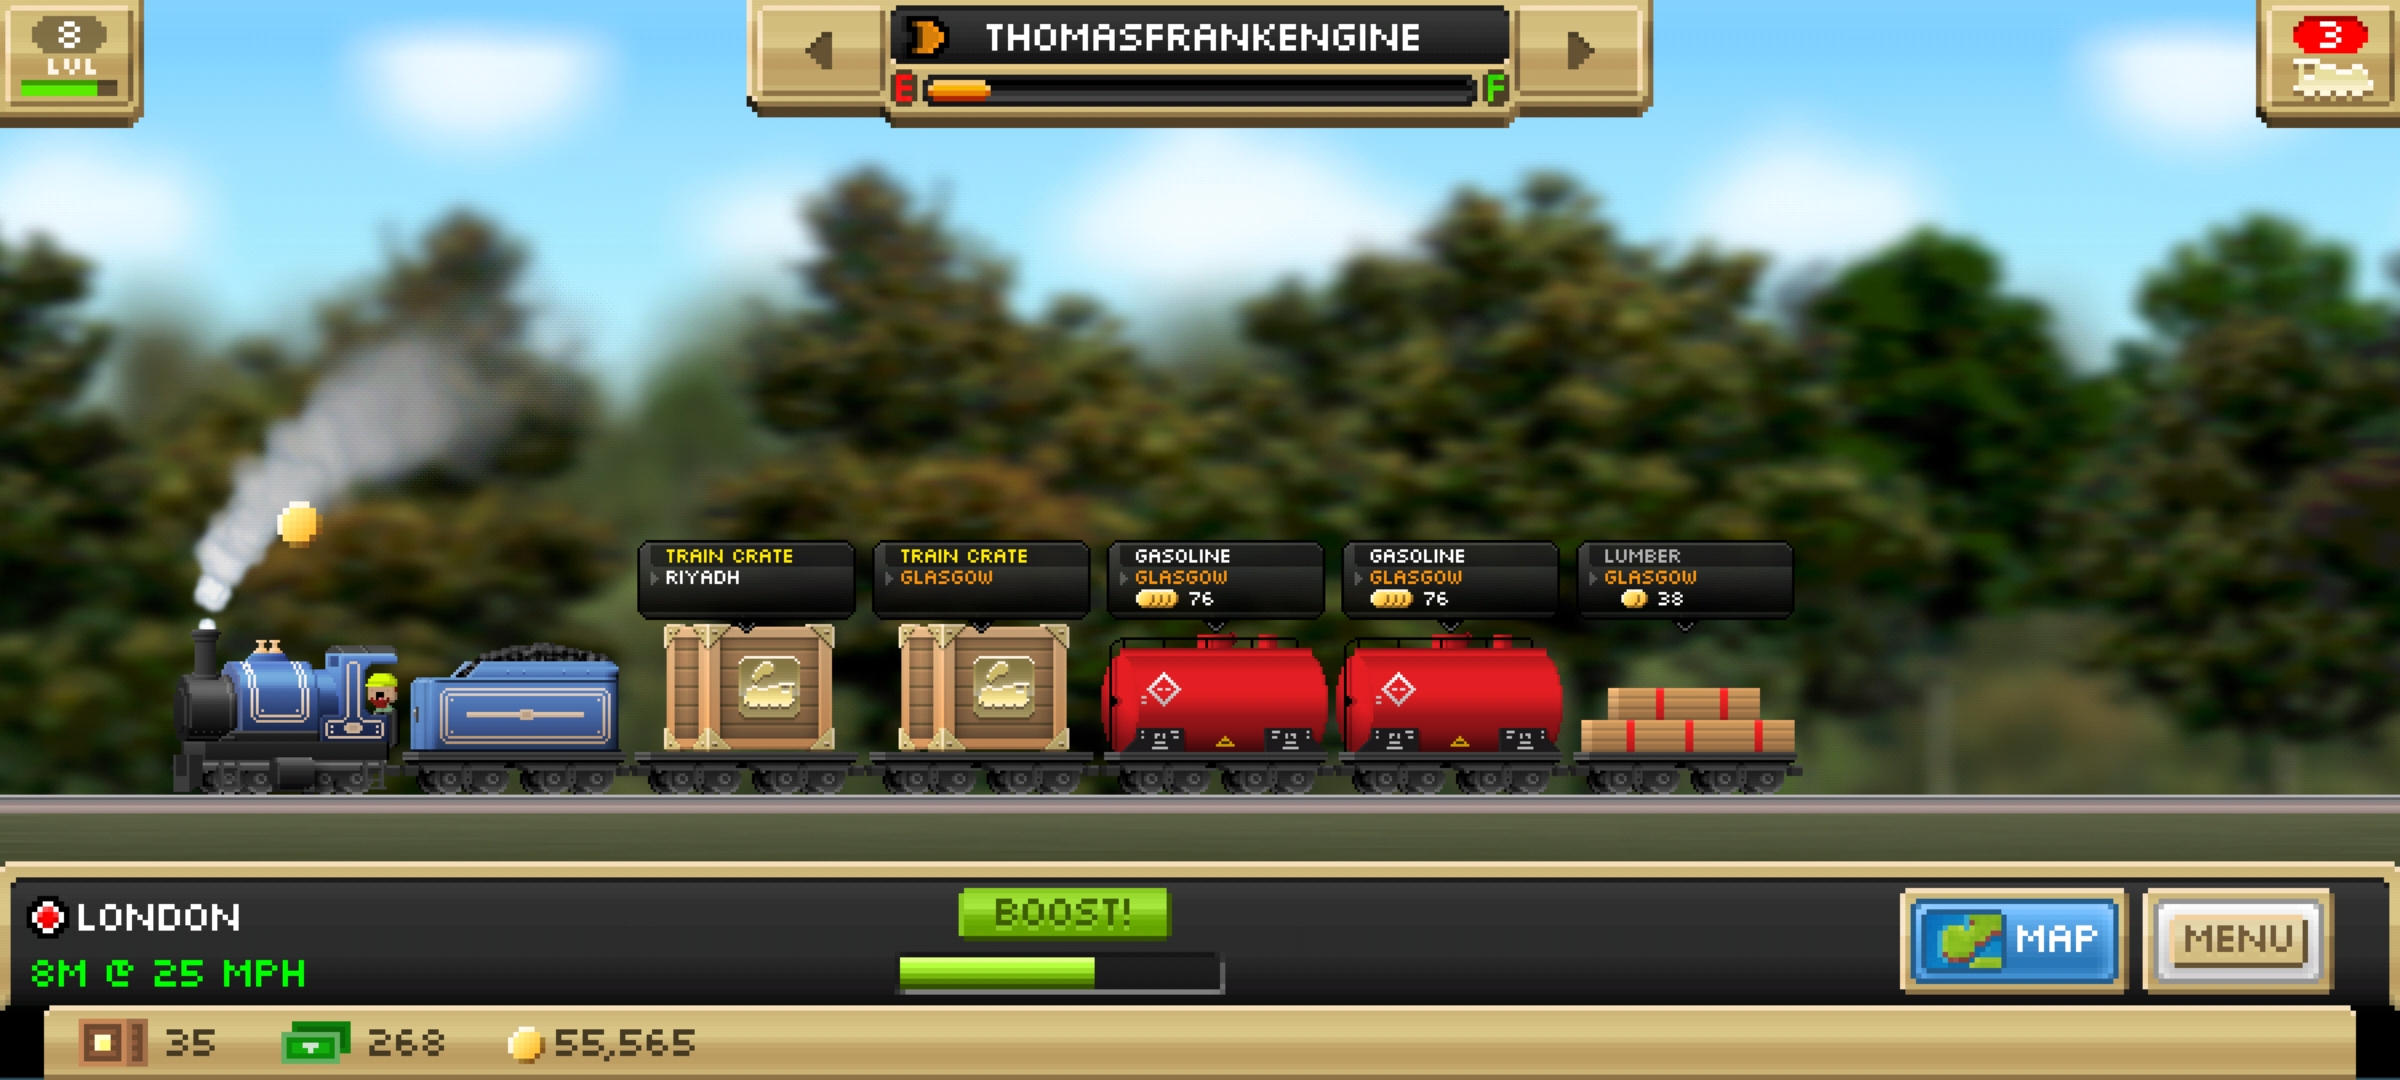 8
LVL
THOMASFRANKENGINE
E F
3
TRAIN CRATE
RIYADH
TRAIN CRATE
GLASGOW
GASOLINE
GLASGOW
76
GASOLINE
GLASGOW
76
LUMBER
GLASGOW
38
LONDON
8M @ 25 MPH
BOOST!
MAP
MENU
35
268
55,565